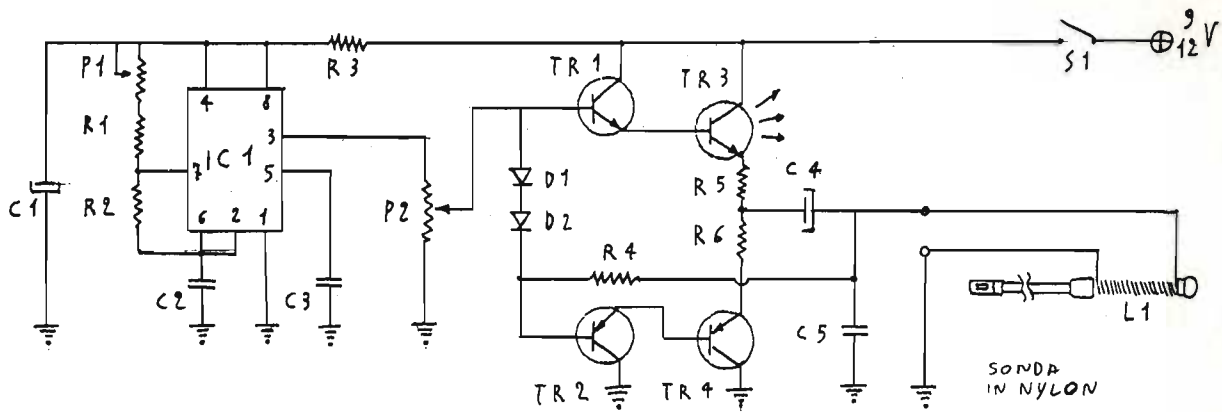 9
12 V
S1
P1
R3
TR1
TR3
4
8
R1
3
IC1
7
5
R2
6
2
1
P2
D1
D2
R5
C4
R6
C1
R4
C2
C3
C5
L1
TR2
TR4
SONDA
IN NYLON